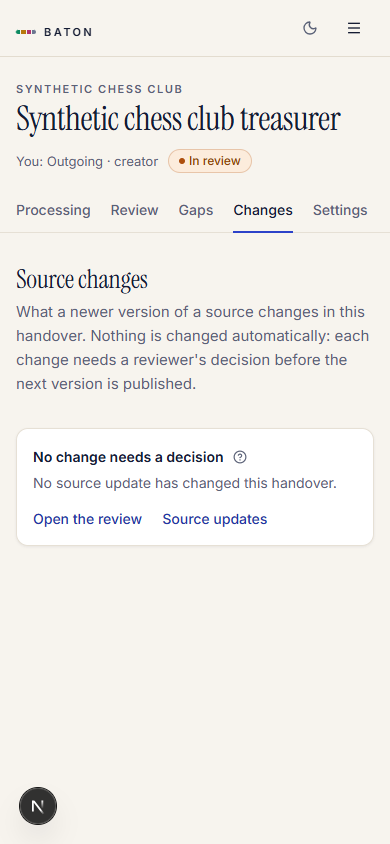 BATON
SYNTHETIC CHESS CLUB
Synthetic chess club treasurer
You: Outgoing · creator In review
Processing Review Gaps Changes Settings
Source changes
What a newer version of a source changes in this
handover. Nothing is changed automatically: each
change needs a reviewer's decision before the
next version is published.
No change needs a decision ?
No source update has changed this handover.
Open the review Source updates
N